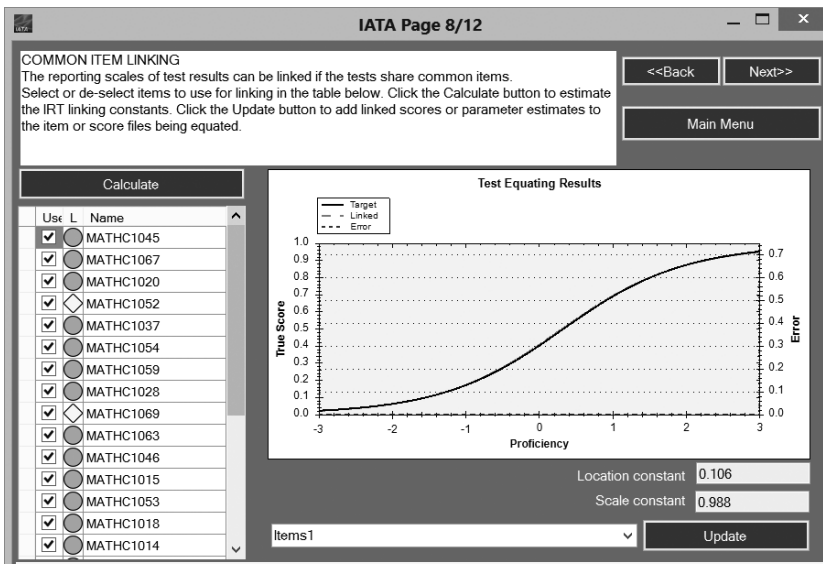 IATA
IATA Page 8/12
COMMON ITEM LINKING
The reporting scales of test results can be linked if the tests share common items.
Select or de-select items to use for linking in the table below. Click the Calculate button to estimate
the IRT linking constants. Click the Update button to add linked scores or parameter estimates to
the item or score files being equated.
<<Back
Next>>
Main Menu
Calculate
Use L Name
MATHC1045
MATHC1067
MATHC1020
MATHC1052
MATHC1037
MATHC1054
MATHC1059
MATHC1028
MATHC1069
MATHC1063
MATHC1046
MATHC1015
MATHC1053
MATHC1018
MATHC1014
Test Equating Results
Target
Linked
Error
1.0
0.9
0.8
0.7
0.6
0.5
0.4
0.3
0.2
0.1
0.0
True Score
0.7
0.6
0.5
0.4
0.3
0.2
0.1
0.0
Error
-3 -2 -1 0 1 2 3
Proficiency
Location constant 0.106
Scale constant 0.988
Items1
Update